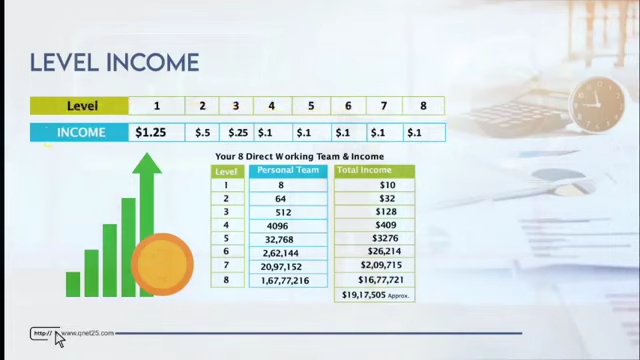 LEVEL INCOME
Level 1 2 3 4 5 6 7 8
INCOME $1.25 $.5 $.25 $.1 $.1 $.1 $.1 $.1
Your 8 Direct Working Team & Income
Level Personal Team Total Income
1 8 $10
2 64 $32
3 512 $128
4 4096 $409
5 32,768 $3276
6 2,62,144 $26,214
7 20,97,152 $2,09,715
8 1,67,77,216 $16,77,721
$19,17,505 Approx.
http:// www.qnet25.com